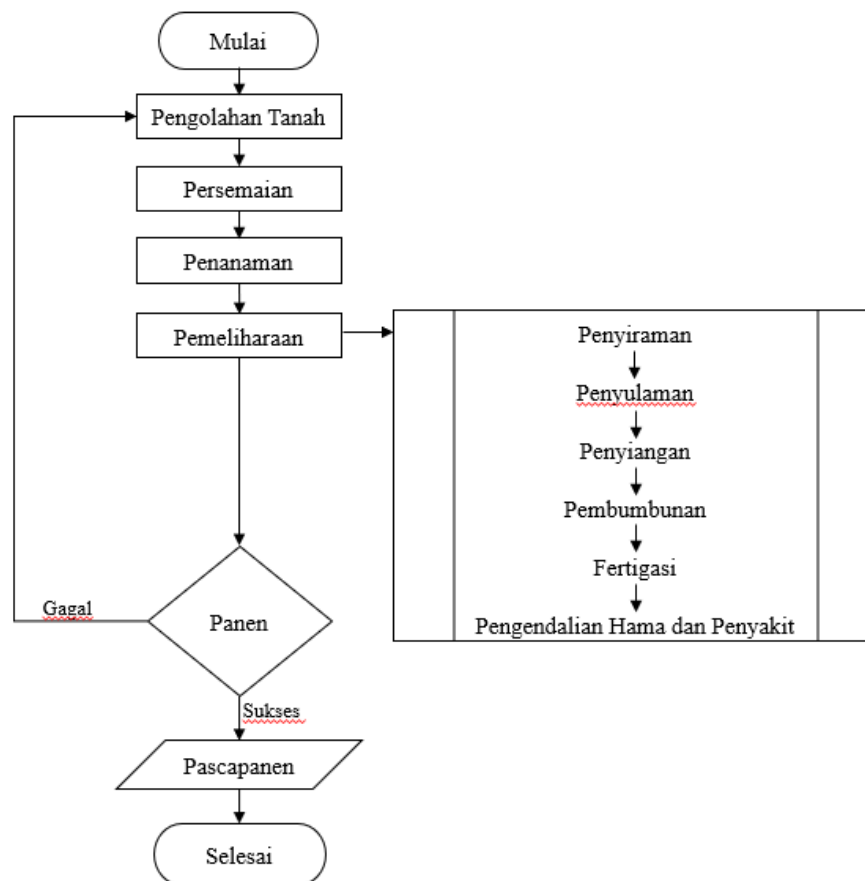 Mulai
Pengolahan Tanah
Persemaian
Penanaman
Pemeliharaan
Penyiraman
Penyulaman
Penyiangan
Pembumbunan
Fertigasi
Pengendalian Hama dan Penyakit
Panen
Gagal
Sukses
Pascapanen
Selesai